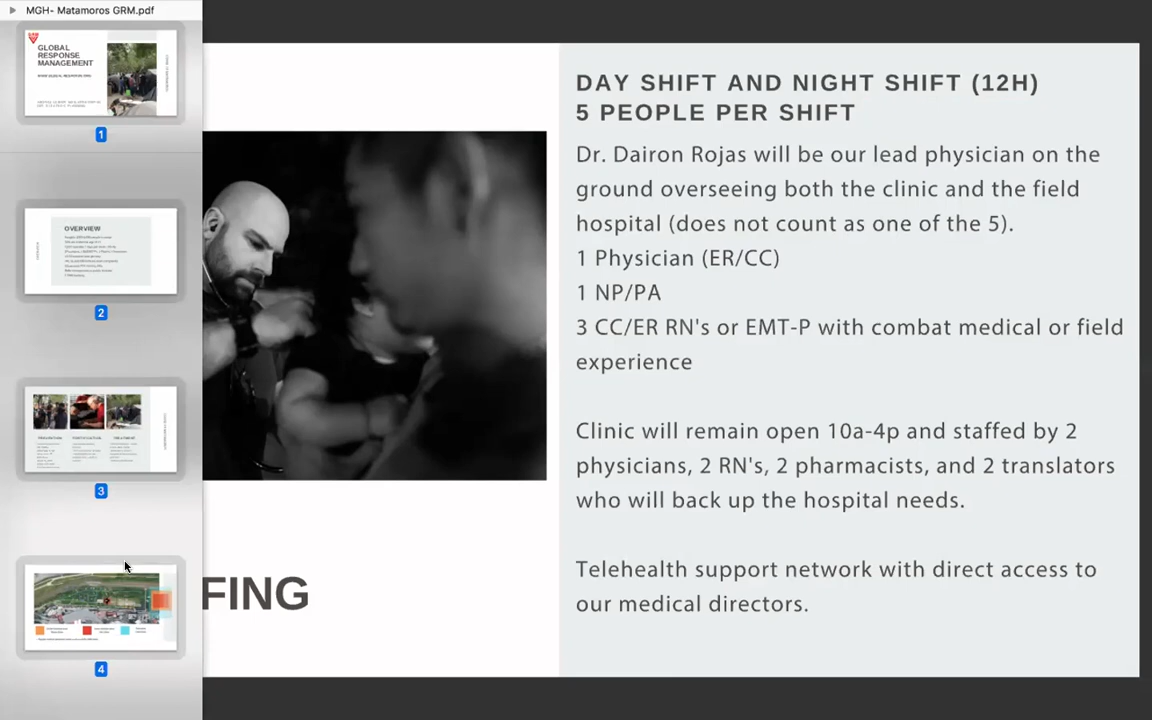 MGH- Matamoros GRM.pdf
GLOBAL
RESPONSE
MANAGEMENT
1
OVERVIEW
2
3
4
FING
DAY SHIFT AND NIGHT SHIFT (12H)
5 PEOPLE PER SHIFT
Dr. Dairon Rojas will be our lead physician on the
ground overseeing both the clinic and the field
hospital (does not count as one of the 5).
1 Physician (ER/CC)
1 NP/PA
3 CC/ER RN's or EMT-P with combat medical or field
experience
Clinic will remain open 10a-4p and staffed by 2
physicians, 2 RN's, 2 pharmacists, and 2 translators
who will back up the hospital needs.
Telehealth support network with direct access to
our medical directors.